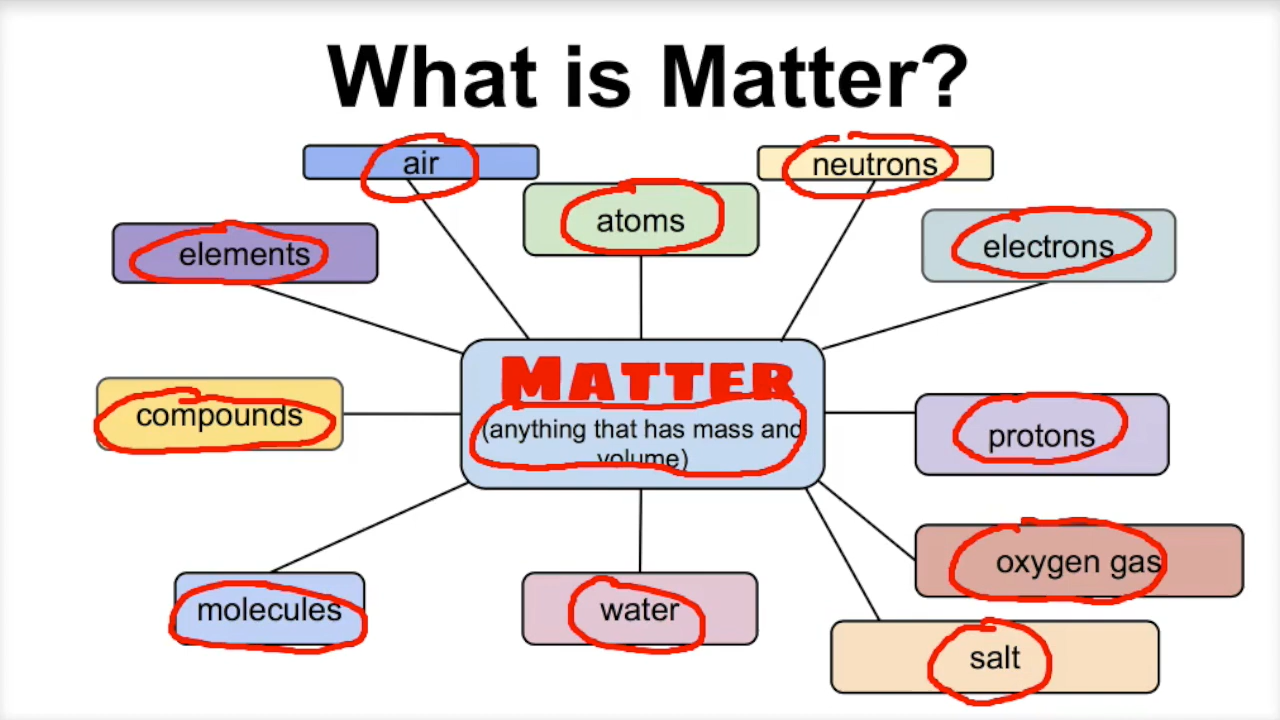 What is Matter?
air
neutrons
atoms
electrons
elements
MATTER
(anything that has mass and
volume)
compounds
protons
oxygen gas
molecules
water
salt